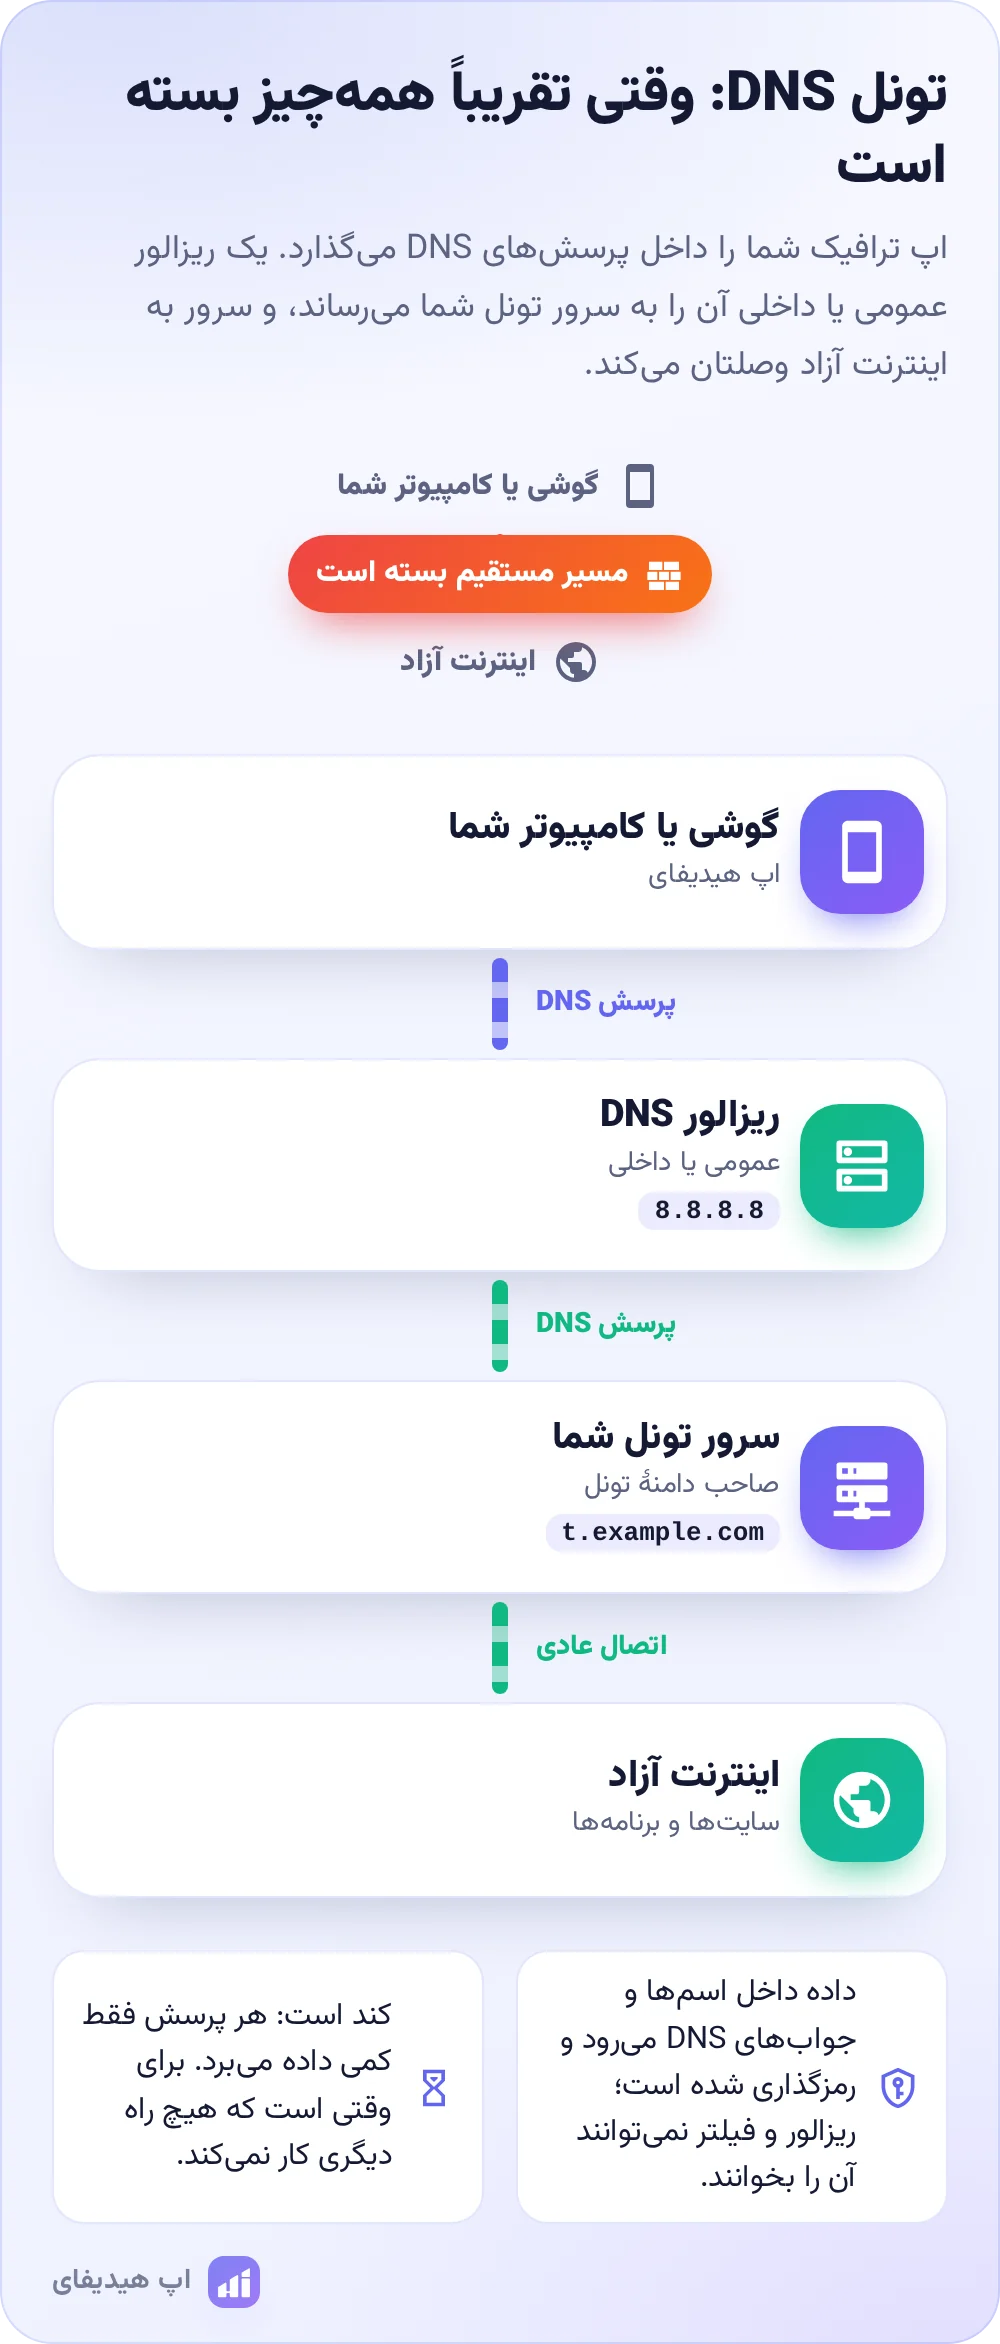 تونل DNS: وقتی تقریباً همه‌چیز بسته
است
اپ ترافیک شما را داخل پرسش‌های DNS می‌گذارد. یک ریزالور
عمومی یا داخلی آن را به سرور تونل شما می‌رساند، و سرور به
اینترنت آزاد وصلتان می‌کند.
گوشی یا کامپیوتر شما
مسیر مستقیم بسته است
اینترنت آزاد
گوشی یا کامپیوتر شما
اپ هیدیفای
پرسش DNS
ریزالور DNS
عمومی یا داخلی
8.8.8.8
پرسش DNS
سرور تونل شما
صاحب دامنهٔ تونل
t.example.com
اتصال عادی
اینترنت آزاد
سایت‌ها و برنامه‌ها
داده داخل اسم‌ها و
جواب‌های DNS می‌رود و
رمزگذاری شده است؛
ریزالور و فیلتر نمی‌توانند
آن را بخوانند.
کند است: هر پرسش فقط
کمی داده می‌برد. برای
وقتی است که هیچ راه
دیگری کار نمی‌کند.
اپ هیدیفای